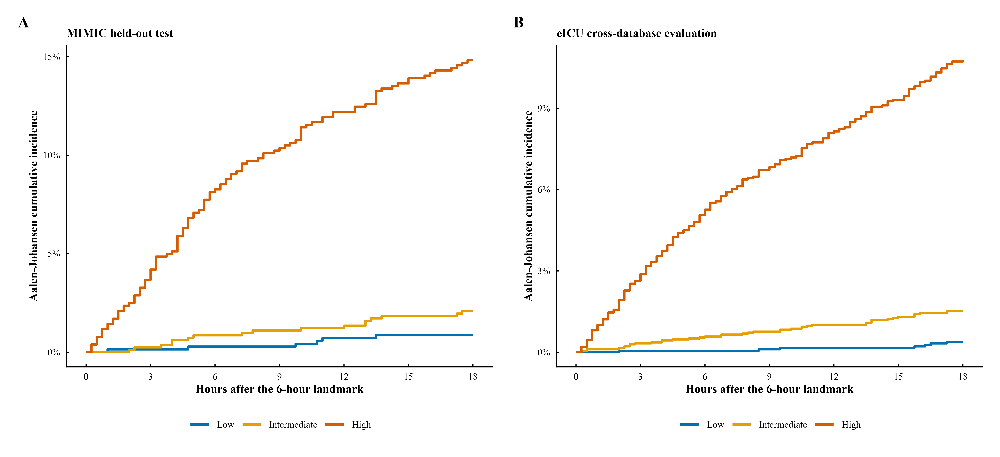 A
MIMIC held-out test
Aalen-Johansen cumulative incidence
15%
10%
5%
0%
0 3 6 9 12 15 18
Hours after the 6-hour landmark
Low Intermediate High
B
eICU cross-database evaluation
Aalen-Johansen cumulative incidence
9%
6%
3%
0%
0 3 6 9 12 15 18
Hours after the 6-hour landmark
Low Intermediate High